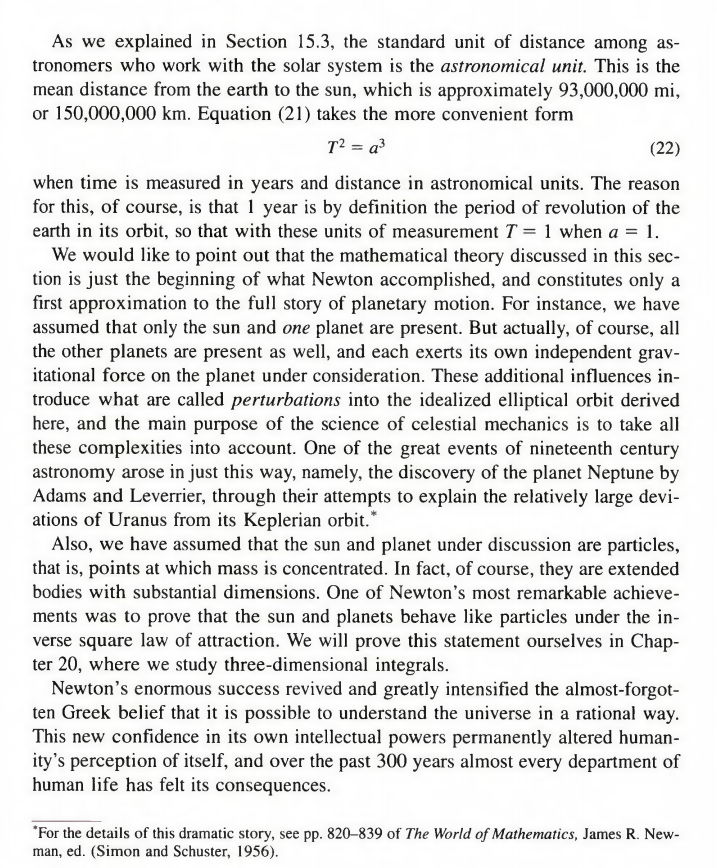 As we explained in Section 15.3, the standard unit of distance among as-
tronomers who work with the solar system is the astronomical unit. This is the
mean distance from the earth to the sun, which is approximately 93,000,000 mi,
or 150,000,000 km. Equation (21) takes the more convenient form
T² = a³ (22)
when time is measured in years and distance in astronomical units. The reason
for this, of course, is that 1 year is by definition the period of revolution of the
earth in its orbit, so that with these units of measurement T = 1 when a = 1.
We would like to point out that the mathematical theory discussed in this sec-
tion is just the beginning of what Newton accomplished, and constitutes only a
first approximation to the full story of planetary motion. For instance, we have
assumed that only the sun and one planet are present. But actually, of course, all
the other planets are present as well, and each exerts its own independent grav-
itational force on the planet under consideration. These additional influences in-
troduce what are called perturbations into the idealized elliptical orbit derived
here, and the main purpose of the science of celestial mechanics is to take all
these complexities into account. One of the great events of nineteenth century
astronomy arose in just this way, namely, the discovery of the planet Neptune by
Adams and Leverrier, through their attempts to explain the relatively large devi-
ations of Uranus from its Keplerian orbit.*
Also, we have assumed that the sun and planet under discussion are particles,
that is, points at which mass is concentrated. In fact, of course, they are extended
bodies with substantial dimensions. One of Newton's most remarkable achieve-
ments was to prove that the sun and planets behave like particles under the in-
verse square law of attraction. We will prove this statement ourselves in Chap-
ter 20, where we study three-dimensional integrals.
Newton's enormous success revived and greatly intensified the almost-forgot-
ten Greek belief that it is possible to understand the universe in a rational way.
This new confidence in its own intellectual powers permanently altered human-
ity's perception of itself, and over the past 300 years almost every department of
human life has felt its consequences.
*For the details of this dramatic story, see pp. 820–839 of The World of Mathematics, James R. New-
man, ed. (Simon and Schuster, 1956).